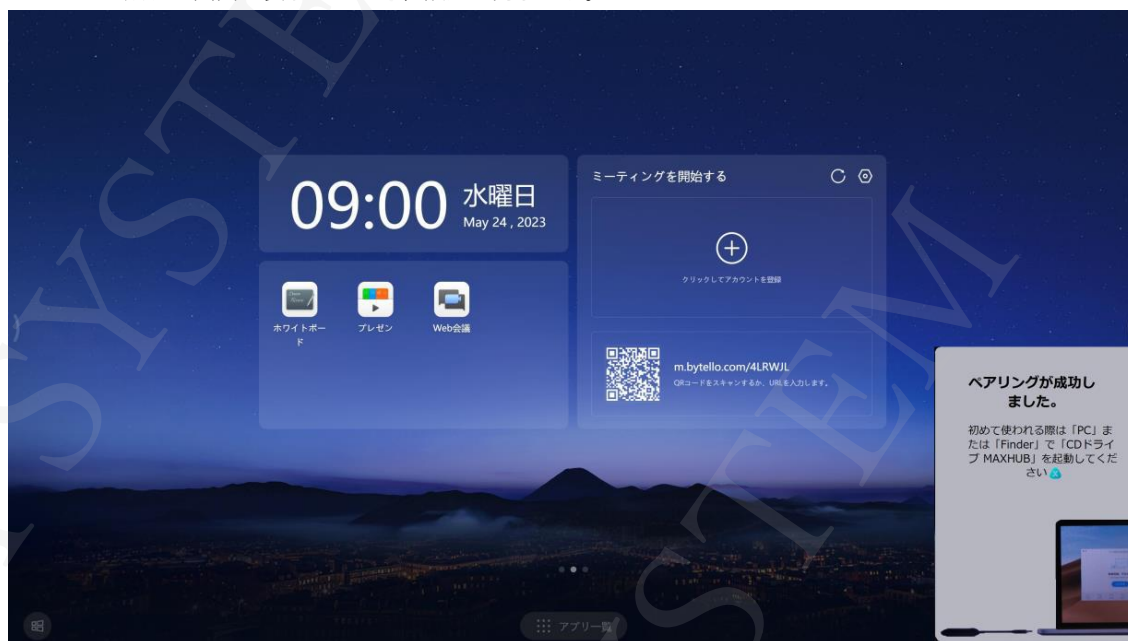 09:00
水曜日
May 24 , 2023
ホワイトボー
ド
プレゼン
Web会議
ミーティングを開始する
クリックしてアカウントを登録
m.bytello.com/4LRWJL
QRコードをスキャンするか、URLを入力します。
ペアリングが成功し
ました。
初めて使われる際は「PC」ま
たは「Finder」で「CDドライ
ブ MAXHUB」を起動してくだ
さい
アプリ一覧
SYSTEM
SYSTEM